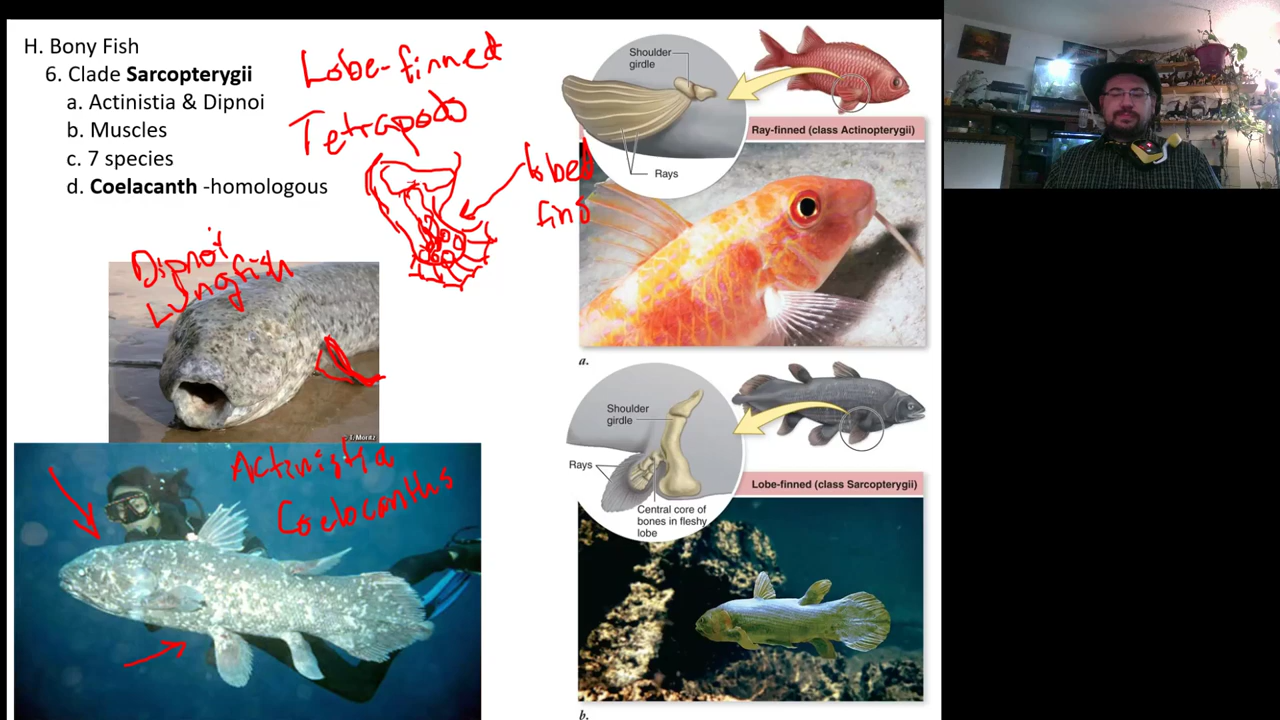 H. Bony Fish
6. Clade Sarcopterygii
a. Actinistia & Dipnoi
b. Muscles
c. 7 species
d. Coelacanth -homologous
Lobe-finned
Tetrapods
lobed
fins
Dipnoi
Lungfish
T. Moritz
Actinistia
Coelocanths
Shoulder
girdle
Rays
Ray-finned (class Actinopterygii)
a.
Shoulder
girdle
Rays
Central core of
bones in fleshy
lobe
Lobe-finned (class Sarcopterygii)
b.